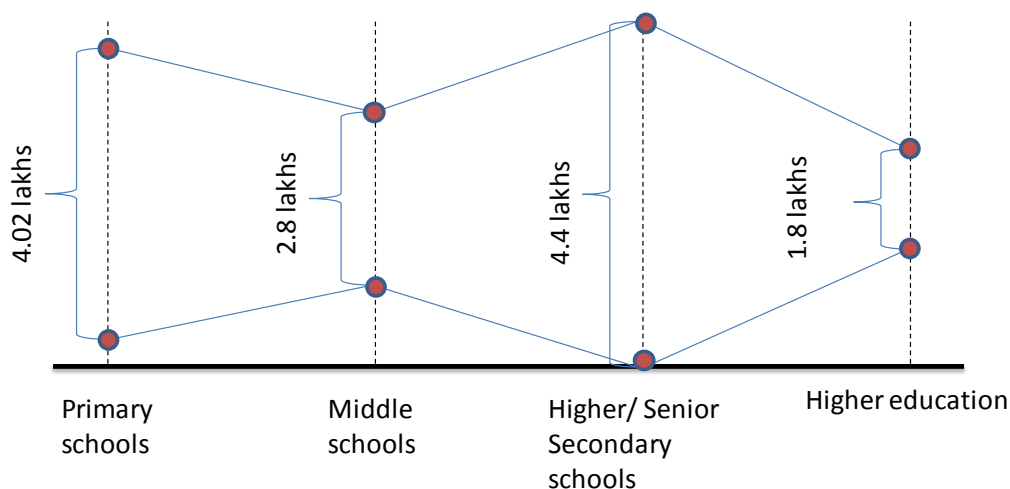 4.02 lakhs
2.8 lakhs
4.4 lakhs
1.8 lakhs
Primary
schools
Middle
schools
Higher/ Senior
Secondary
schools
Higher education